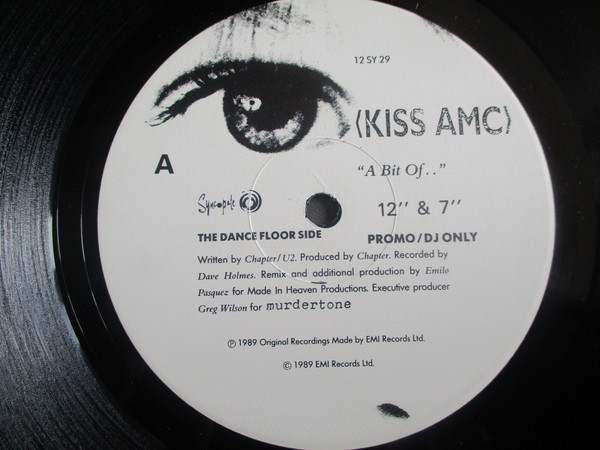 12 SY 29
⟨KISS AMC⟩
A
"A Bit Of.."
Syncopate
12'' & 7''
THE DANCE FLOOR SIDE
PROMO/DJ ONLY
Written by Chapter/U2. Produced by Chapter. Recorded by
Dave Holmes. Remix and additional production by Emilo
Pasquez for Made In Heaven Productions. Executive producer
Greg Wilson for murdertone
℗ 1989 Original Recordings Made by EMI Records Ltd.
© 1989 EMI Records Ltd.